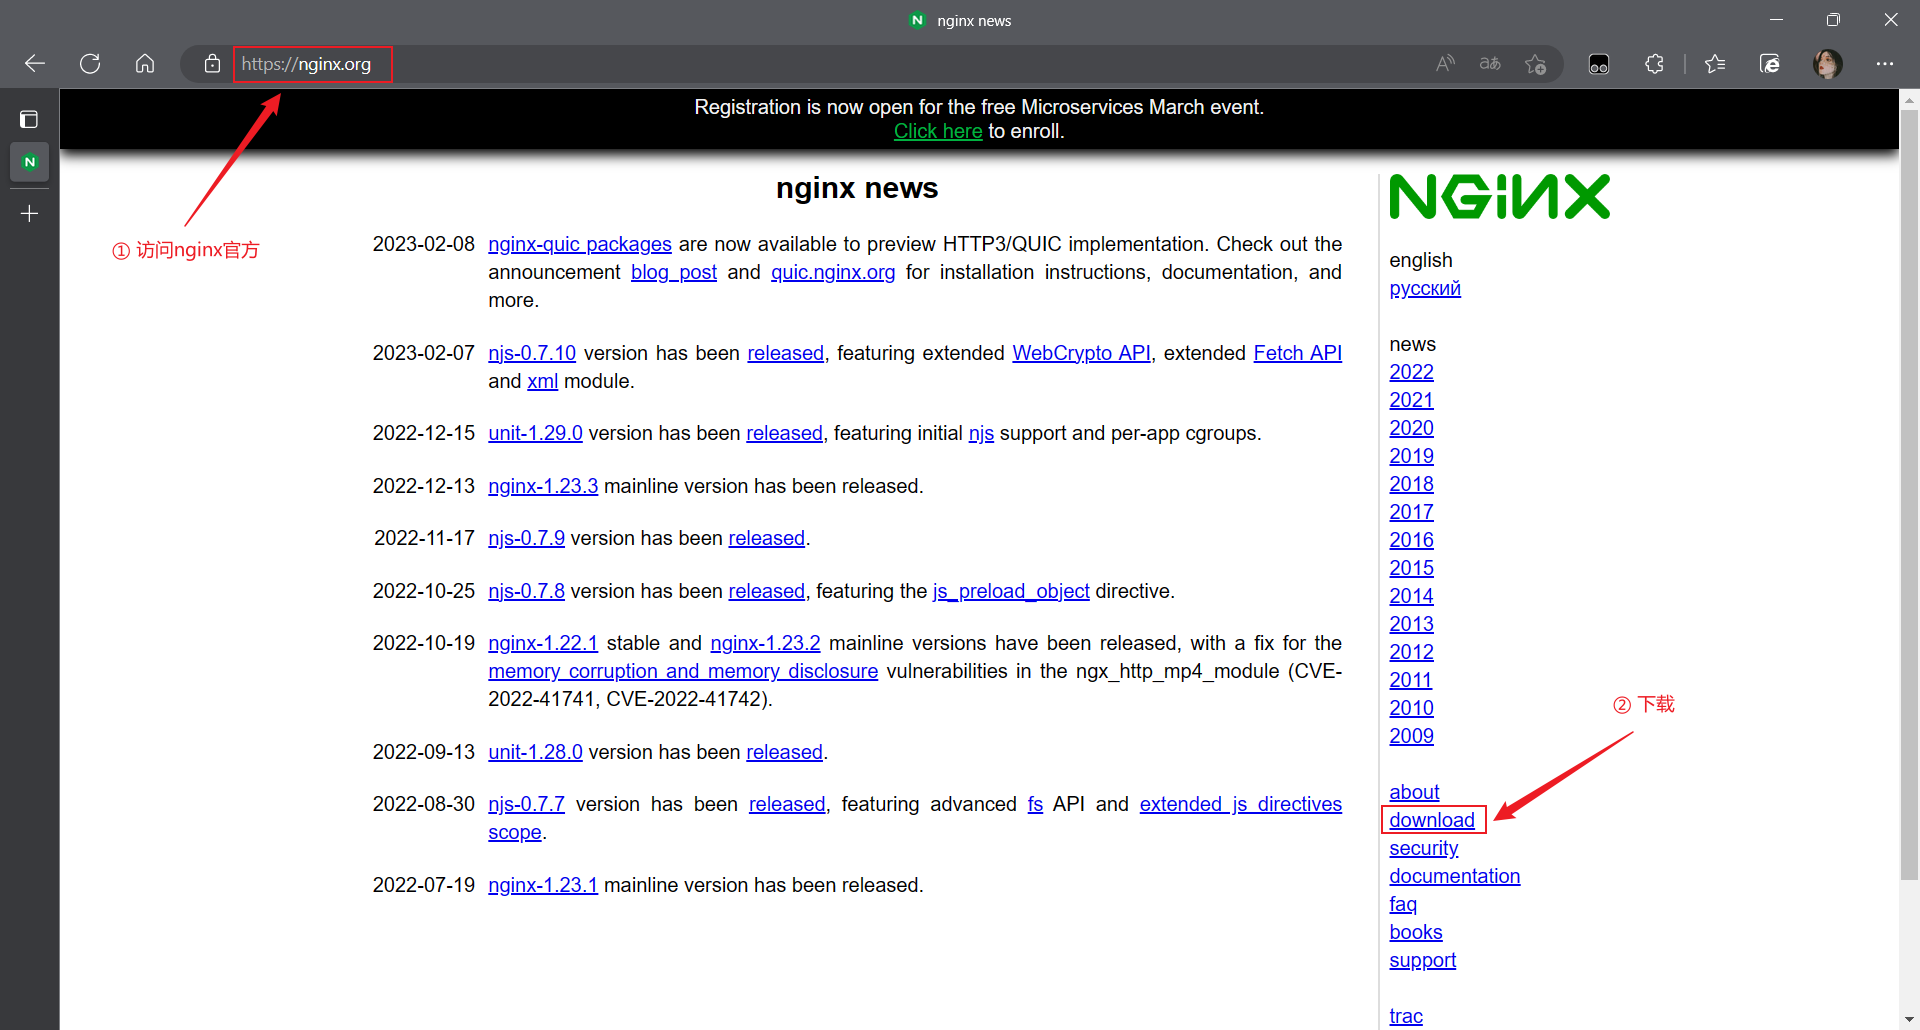 nginx news
https://nginx.org
Registration is now open for the free Microservices March event.
Click here to enroll.
① 访问nginx官方
nginx news
2023-02-08 nginx-quic packages are now available to preview HTTP3/QUIC implementation. Check out the
announcement blog post and quic.nginx.org for installation instructions, documentation, and
more.
2023-02-07 njs-0.7.10 version has been released, featuring extended WebCrypto API, extended Fetch API
and xml module.
2022-12-15 unit-1.29.0 version has been released, featuring initial njs support and per-app cgroups.
2022-12-13 nginx-1.23.3 mainline version has been released.
2022-11-17 njs-0.7.9 version has been released.
2022-10-25 njs-0.7.8 version has been released, featuring the js_preload_object directive.
2022-10-19 nginx-1.22.1 stable and nginx-1.23.2 mainline versions have been released, with a fix for the
memory corruption and memory disclosure vulnerabilities in the ngx_http_mp4_module (CVE-
2022-41741, CVE-2022-41742).
2022-09-13 unit-1.28.0 version has been released.
2022-08-30 njs-0.7.7 version has been released, featuring advanced fs API and extended js directives
scope.
2022-07-19 nginx-1.23.1 mainline version has been released.
NGiNX
english
русский
news
2022
2021
2020
2019
2018
2017
2016
2015
2014
2013
2012
2011
2010
2009
② 下载
about
download
security
documentation
faq
books
support
trac